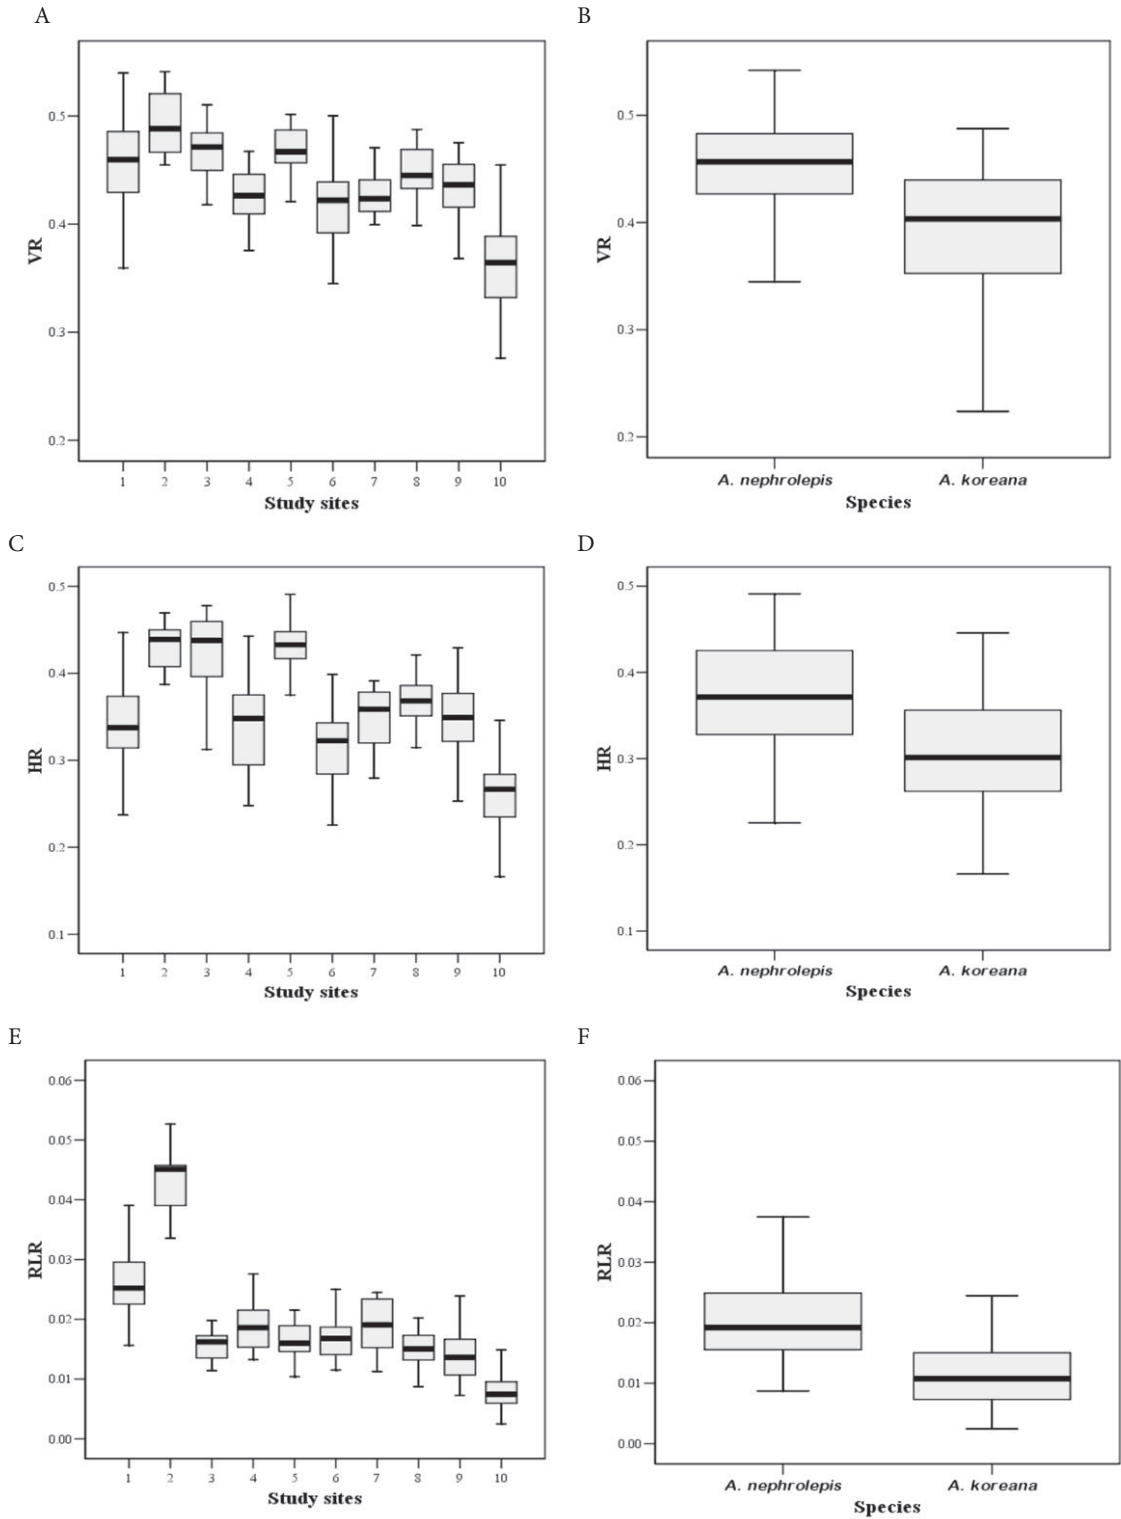 A
VR
0.5
0.4
0.3
0.2
1 2 3 4 5 6 7 8 9 10
Study sites
B
VR
0.5
0.4
0.3
0.2
A. nephrolepis A. koreana
Species
C
HR
0.5
0.4
0.3
0.2
0.1
1 2 3 4 5 6 7 8 9 10
Study sites
D
HR
0.5
0.4
0.3
0.2
0.1
A. nephrolepis A. koreana
Species
E
RLR
0.06
0.05
0.04
0.03
0.02
0.01
0.00
1 2 3 4 5 6 7 8 9 10
Study sites
F
RLR
0.06
0.05
0.04
0.03
0.02
0.01
0.00
A. nephrolepis A. koreana
Species